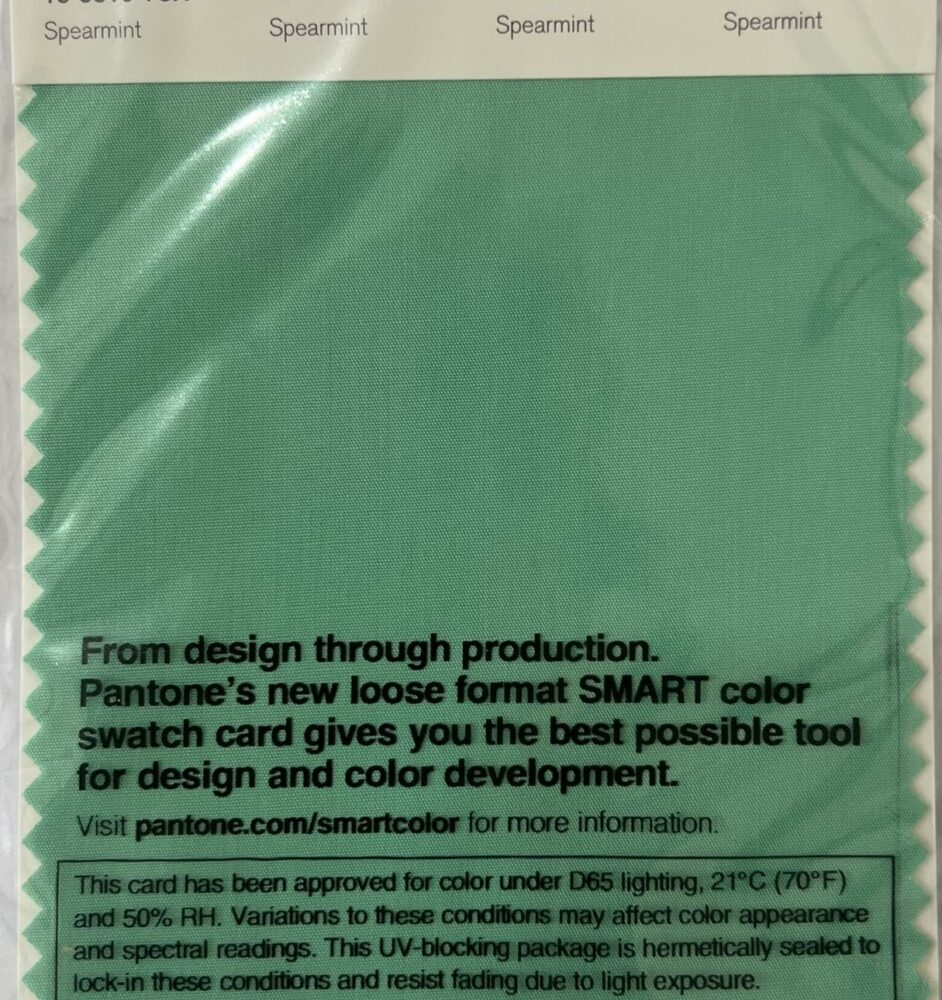 Spearmint Spearmint Spearmint Spearmint
From design through production.
Pantone's new loose format SMART color
swatch card gives you the best possible tool
for design and color development.
Visit pantone.com/smartcolor for more information.
This card has been approved for color under D65 lighting, 21°C (70°F)
and 50% RH. Variations to these conditions may affect color appearance
and spectral readings. This UV-blocking package is hermetically sealed to
lock-in these conditions and resist fading due to light exposure.